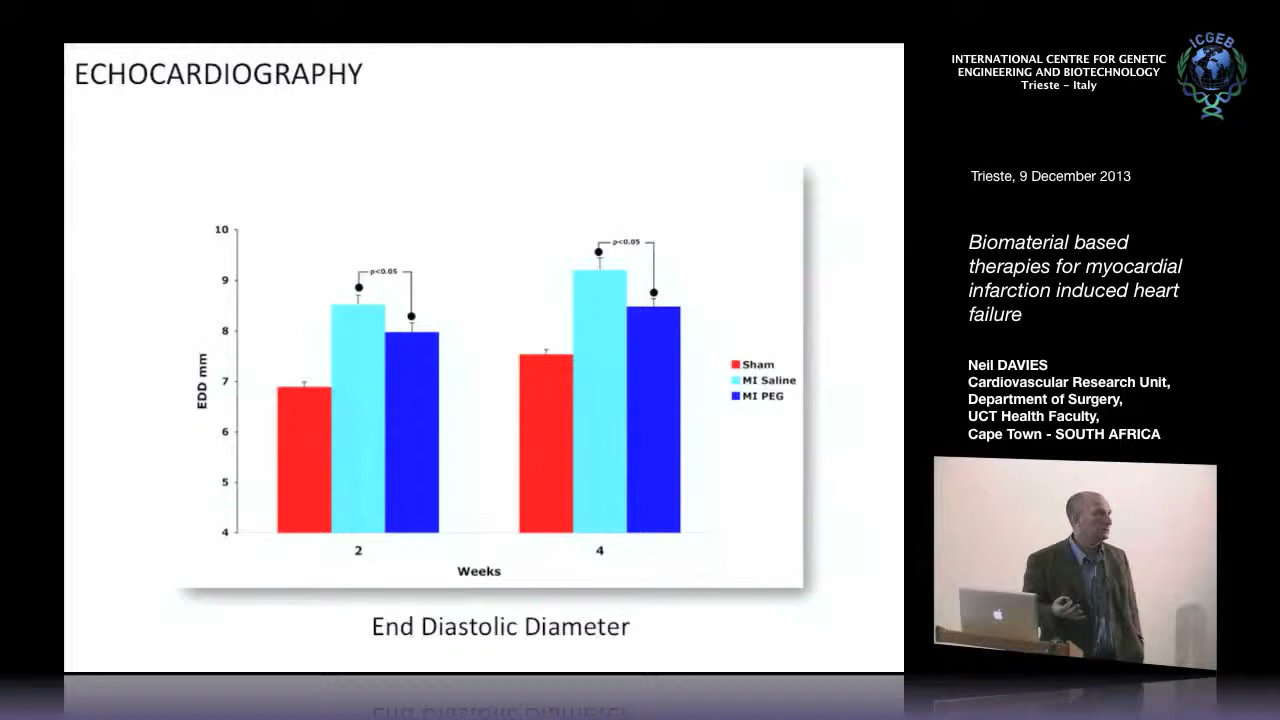 ECHOCARDIOGRAPHY
10
9
8
7
6
5
4
EDD mm
p<0.05
p<0.05
2
4
Weeks
Sham
MI Saline
MI PEG
End Diastolic Diameter
INTERNATIONAL CENTRE FOR GENETIC
ENGINEERING AND BIOTECHNOLOGY
Trieste - Italy
ICGEB
Trieste, 9 December 2013
Biomaterial based
therapies for myocardial
infarction induced heart
failure
Neil DAVIES
Cardiovascular Research Unit,
Department of Surgery,
UCT Health Faculty,
Cape Town - SOUTH AFRICA